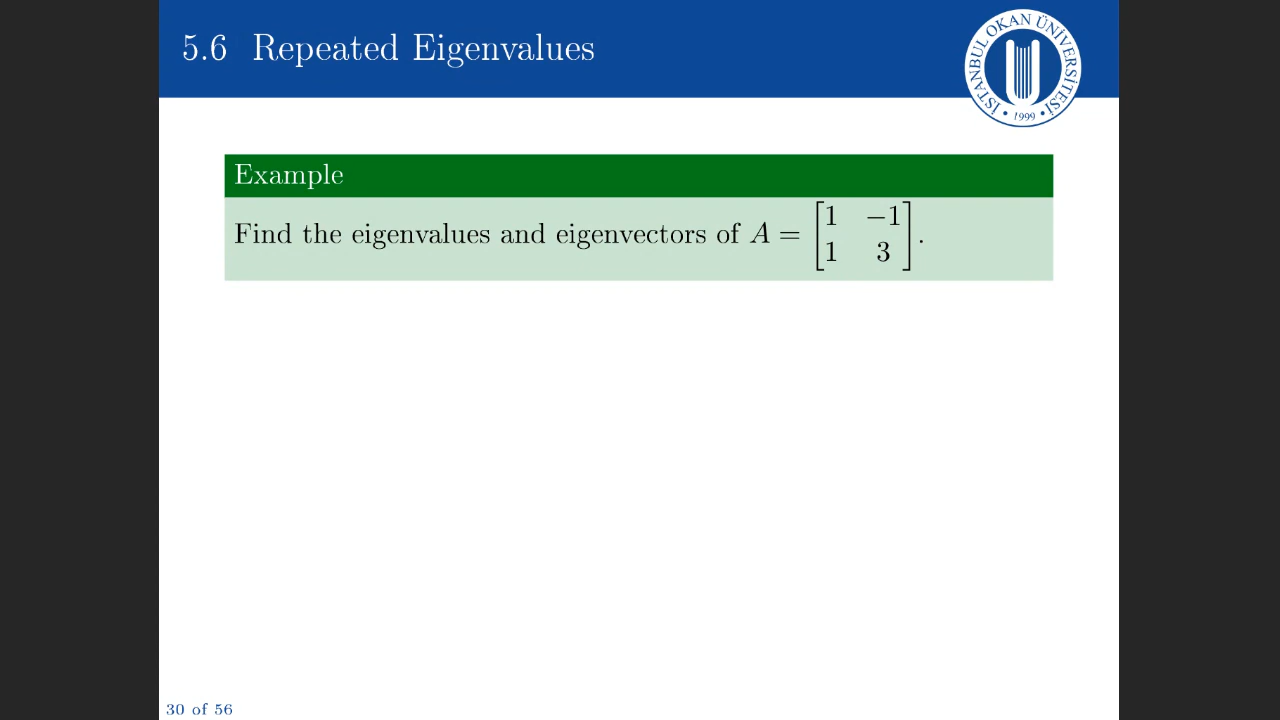 5.6 Repeated Eigenvalues
İSTANBUL OKAN ÜNİVERSİTESİ
• 1999 •
Example
Find the eigenvalues and eigenvectors of A = [1 −1
1 3].
30 of 56